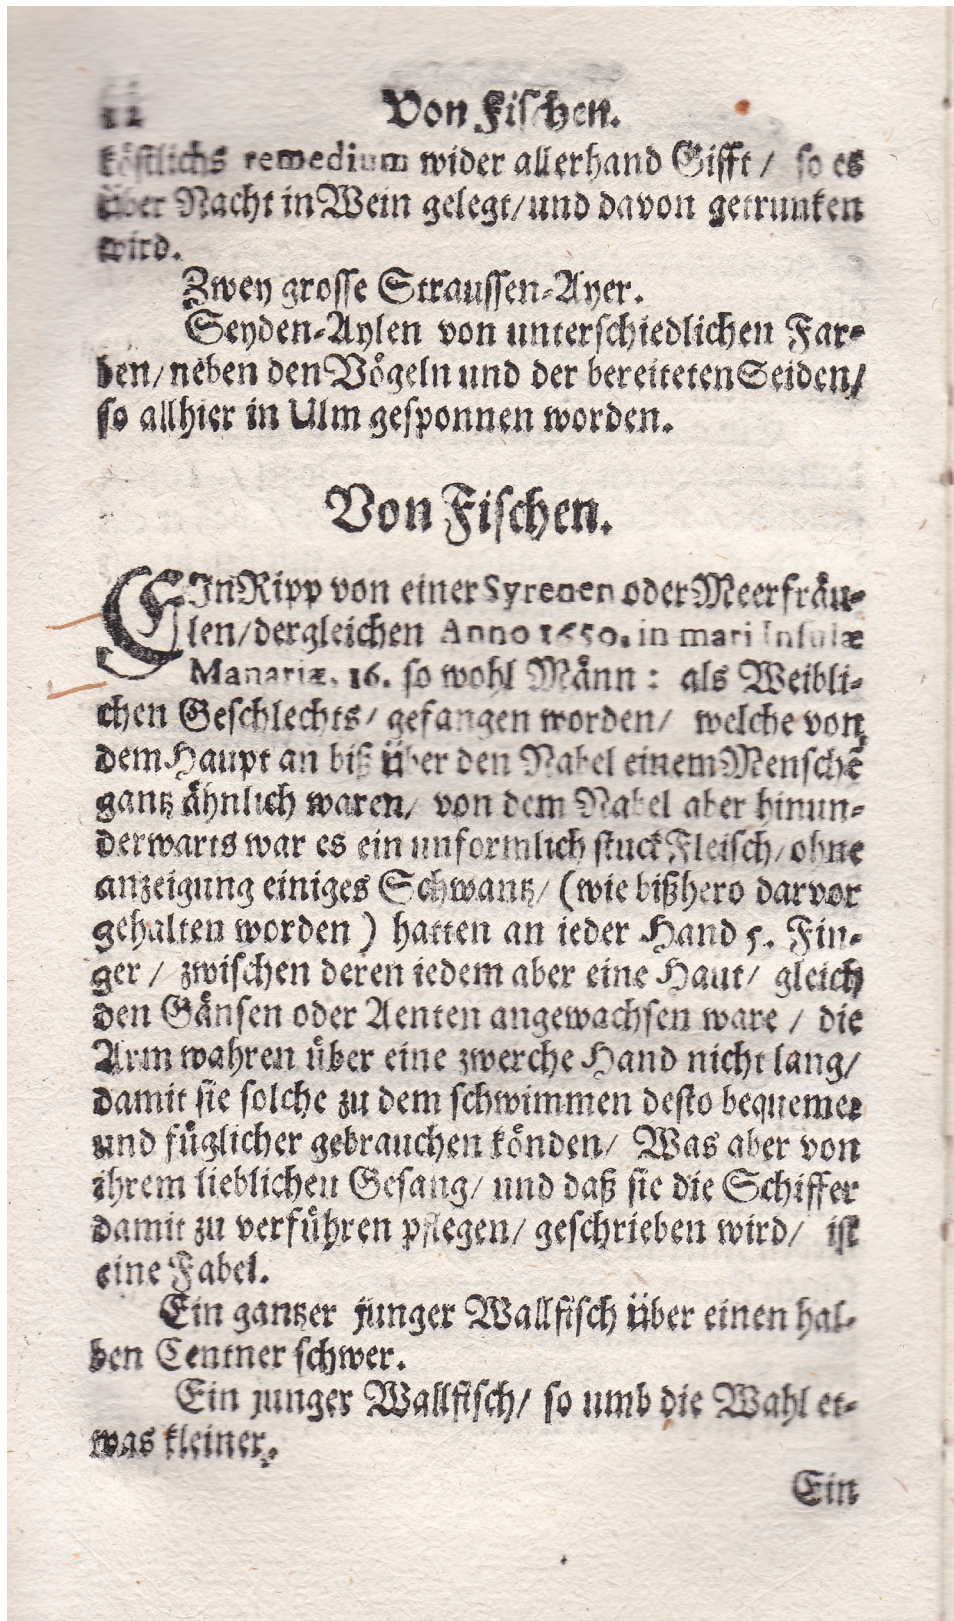 12 Von Fischen.
köstlichs remedium wider allerhand Gifft / so es
über Nacht in Wein gelegt/und davon getrunken
wird.
Zwey grosse Straussen-Ayer.
Seyden-Aylen von unterschiedlichen Far-
ben/ neben den Vögeln und der bereiteten Seiden/
so allhier in Ulm gesponnen worden.
Von Fischen.
EIn Ripp von einer Syrenen oder Meerfräu-
len/dergleichen Anno 1650. in mari Insulæ
Manariæ. 16. so wohl Männ: als Weibli-
chen Geschlechts/ gefangen worden/ welche von
dem Haupt an biß über den Nabel einem Menschē
gantz ähnlich waren/ von dem Nabel aber hinun-
derwarts war es ein unformlich stuck Fleisch/ohne
anzeigung einiges Schwantz/ (wie bißhero darvor
gehalten worden) hatten an ieder Hand 5. Fin-
ger / zwischen deren iedem aber eine Haut/ gleich
den Gänsen oder Aenten angewachsen ware / die
Arm wahren über eine zwerche Hand nicht lang/
damit sie solche zu dem schwimmen desto bequemer
und füglicher gebrauchen könden/ Was aber von
ihrem lieblichen Gesang/ und daß sie die Schiffer
damit zu verführen pflegen/ geschrieben wird/ ist
eine Fabel.
Ein gantzer junger Wallfisch über einen hal-
ben Centner schwer.
Ein junger Wallfisch/ so umb die Wahl et-
was kleiner.
Ein